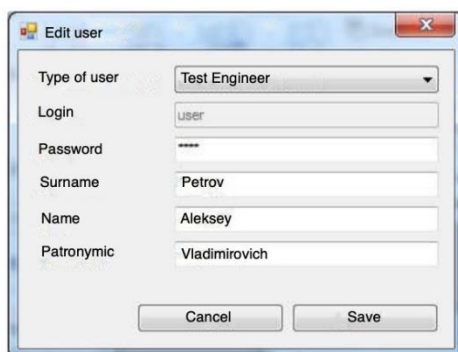 Edit user
Type of user Test Engineer
Login user
Password ****
Surname Petrov
Name Aleksey
Patronymic Vladimirovich
Cancel Save